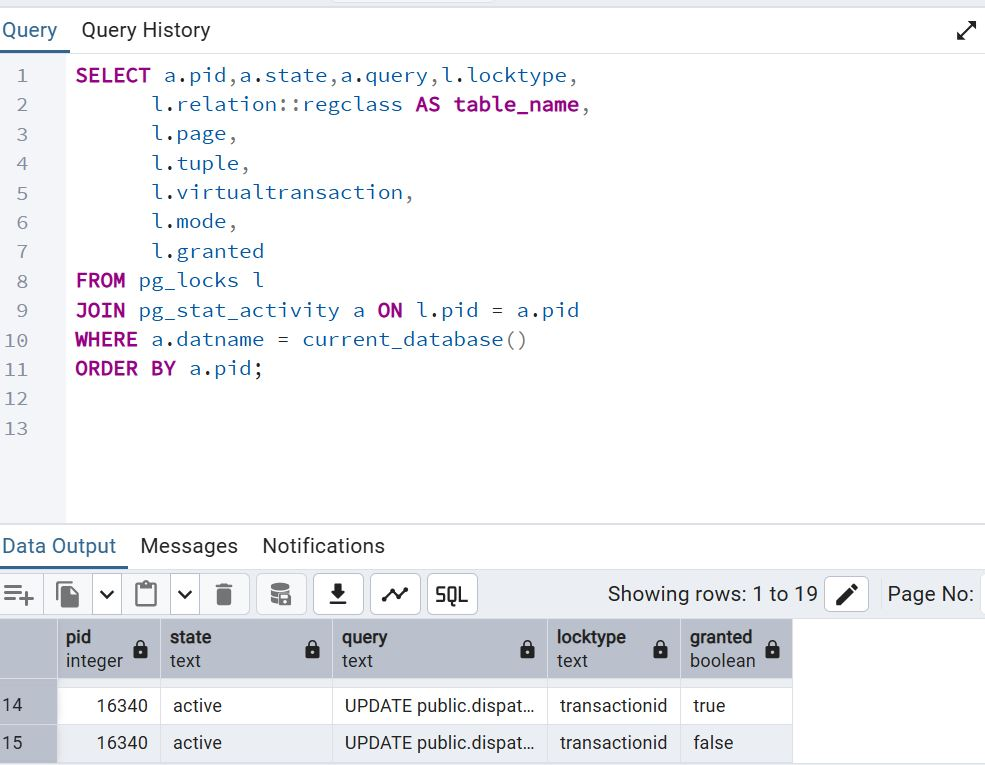 Query Query History
1 SELECT a.pid,a.state,a.query,l.locktype,
2 l.relation::regclass AS table_name,
3 l.page,
4 l.tuple,
5 l.virtualtransaction,
6 l.mode,
7 l.granted
8 FROM pg_locks l
9 JOIN pg_stat_activity a ON l.pid = a.pid
10 WHERE a.datname = current_database()
11 ORDER BY a.pid;
12
13
Data Output Messages Notifications
SQL Showing rows: 1 to 19 Page No:
pid state query locktype granted
integer text text text boolean
14 16340 active UPDATE public.dispat... transactionid true
15 16340 active UPDATE public.dispat... transactionid false